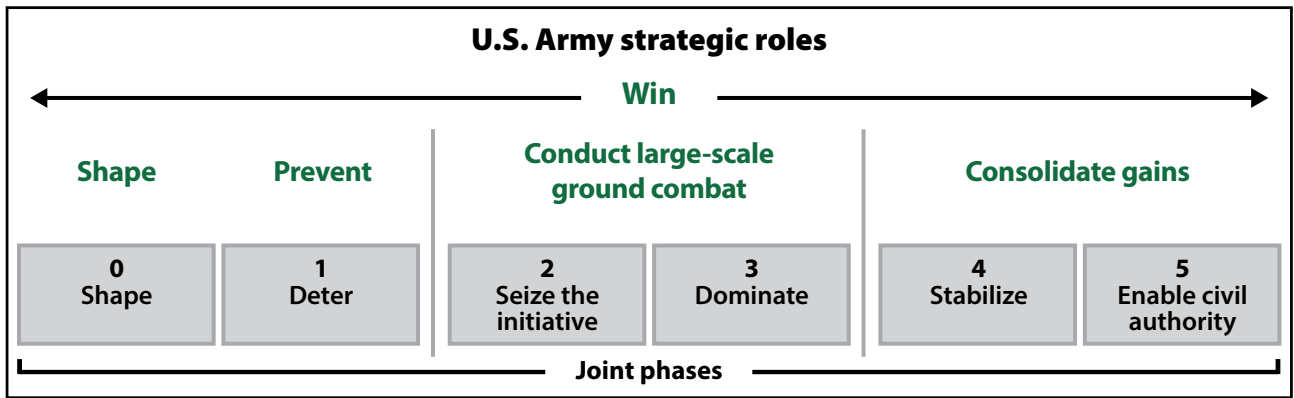 U.S. Army strategic roles
Win
Shape
Prevent
Conduct large-scale
ground combat
Consolidate gains
0
Shape
1
Deter
2
Seize the
initiative
3
Dominate
4
Stabilize
5
Enable civil
authority
Joint phases